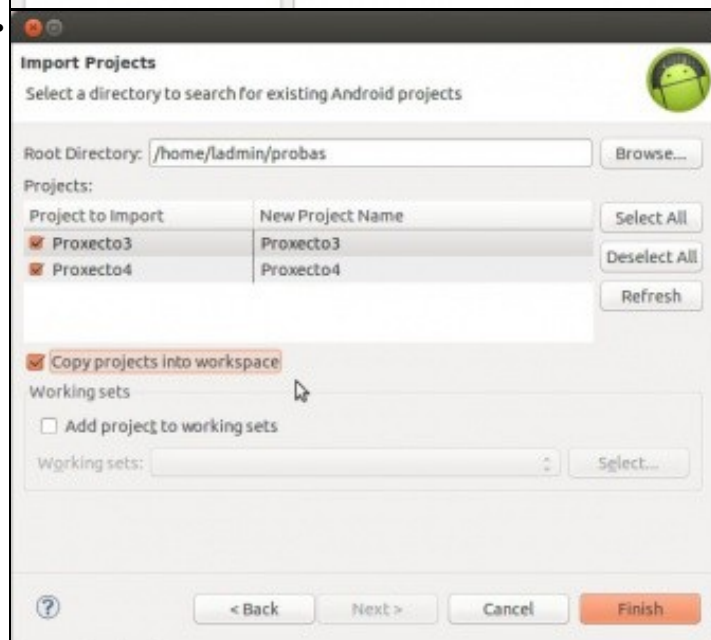 Import Projects
Select a directory to search for existing Android projects
Root Directory: /home/ladmin/probas Browse...
Projects:
Project to Import New Project Name Select All
Proxecto3 Proxecto3
Deselect All
Proxecto4 Proxecto4
Refresh
Copy projects into workspace
Working sets
Add project to working sets
Working sets: Select...
? < Back Next > Cancel Finish